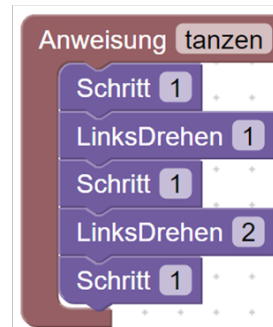 Anweisung tanzen
Schritt 1
LinksDrehen 1
Schritt 1
LinksDrehen 2
Schritt 1